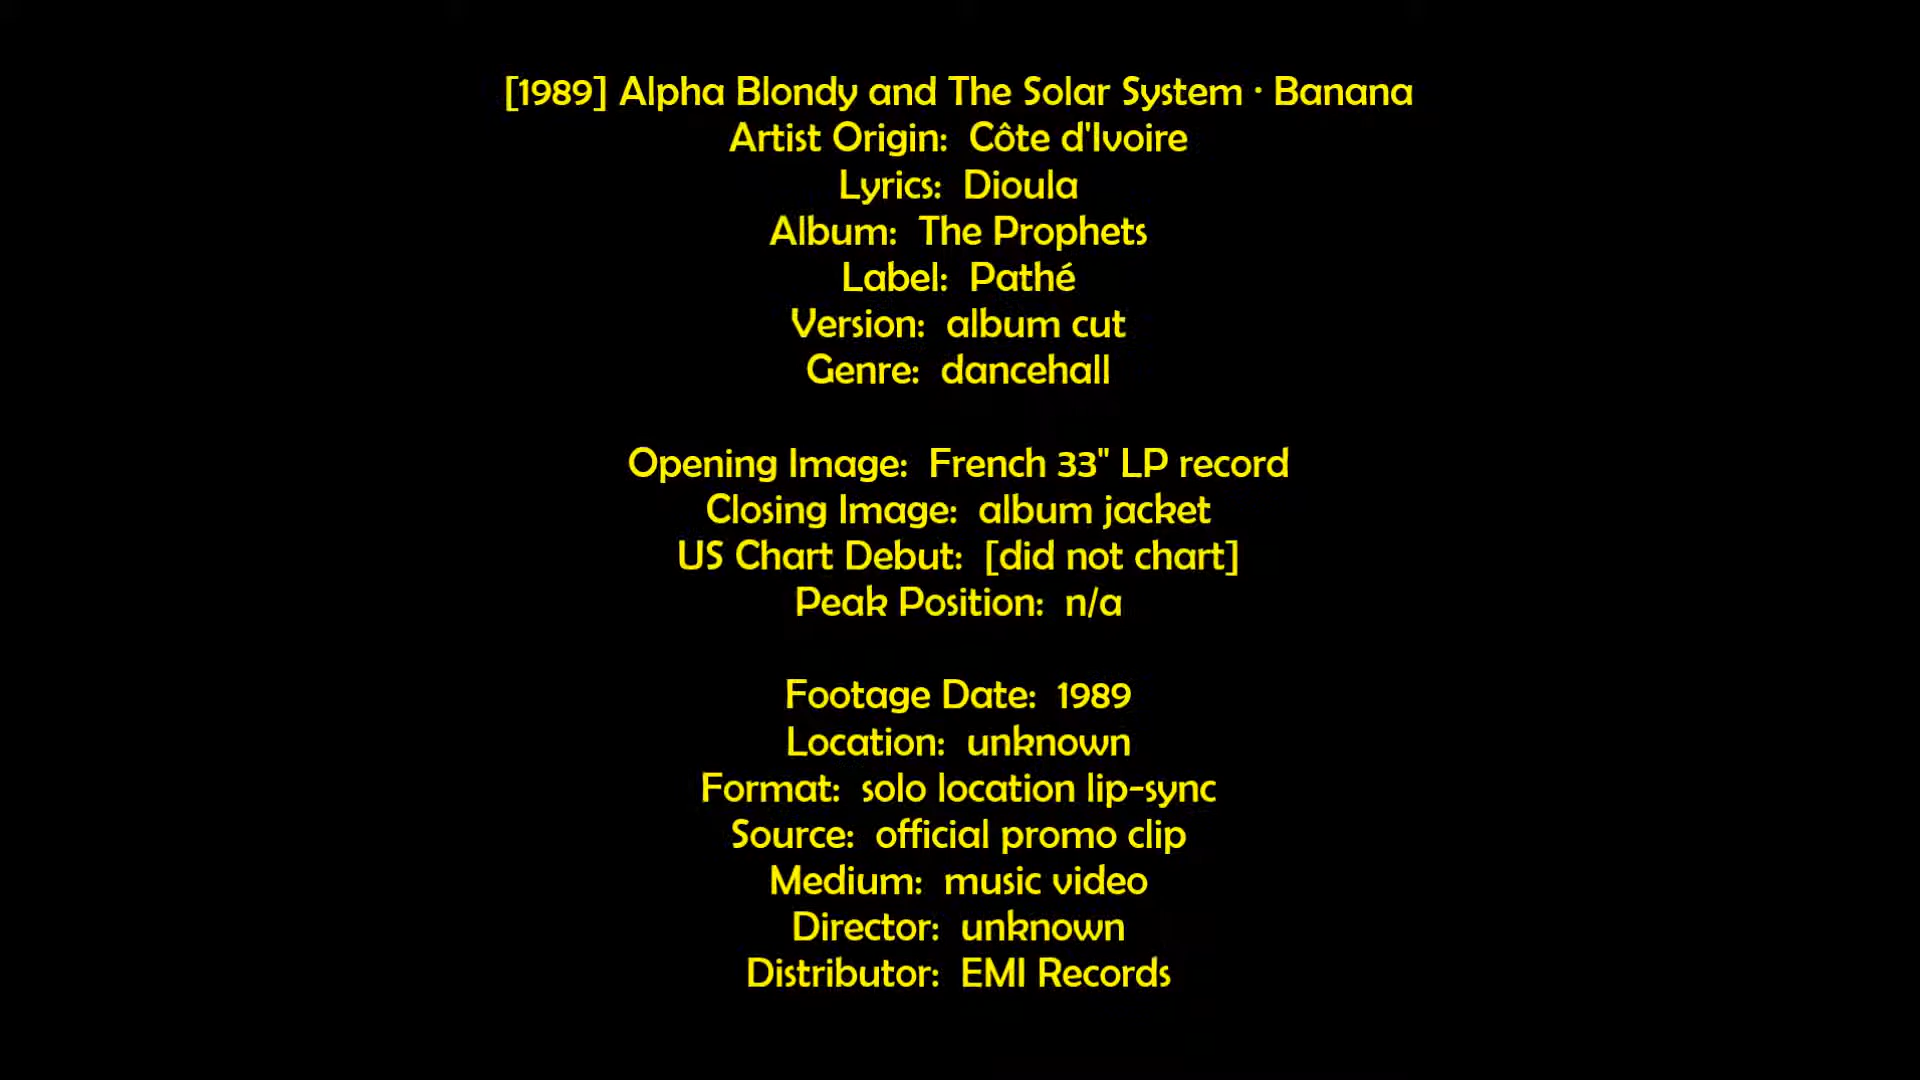 [1989] Alpha Blondy and The Solar System · Banana
Artist Origin: Côte d'Ivoire
Lyrics: Dioula
Album: The Prophets
Label: Pathé
Version: album cut
Genre: dancehall
Opening Image: French 33" LP record
Closing Image: album jacket
US Chart Debut: [did not chart]
Peak Position: n/a
Footage Date: 1989
Location: unknown
Format: solo location lip-sync
Source: official promo clip
Medium: music video
Director: unknown
Distributor: EMI Records